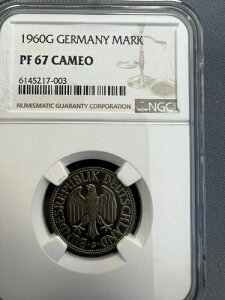 1960G GERMANY MARK
PF 67 CAMEO
6145217-003
NUMISMATIC GUARANTY CORPORATION
NGC
BUNDESREPUBLIK DEUTSCHLAND
G